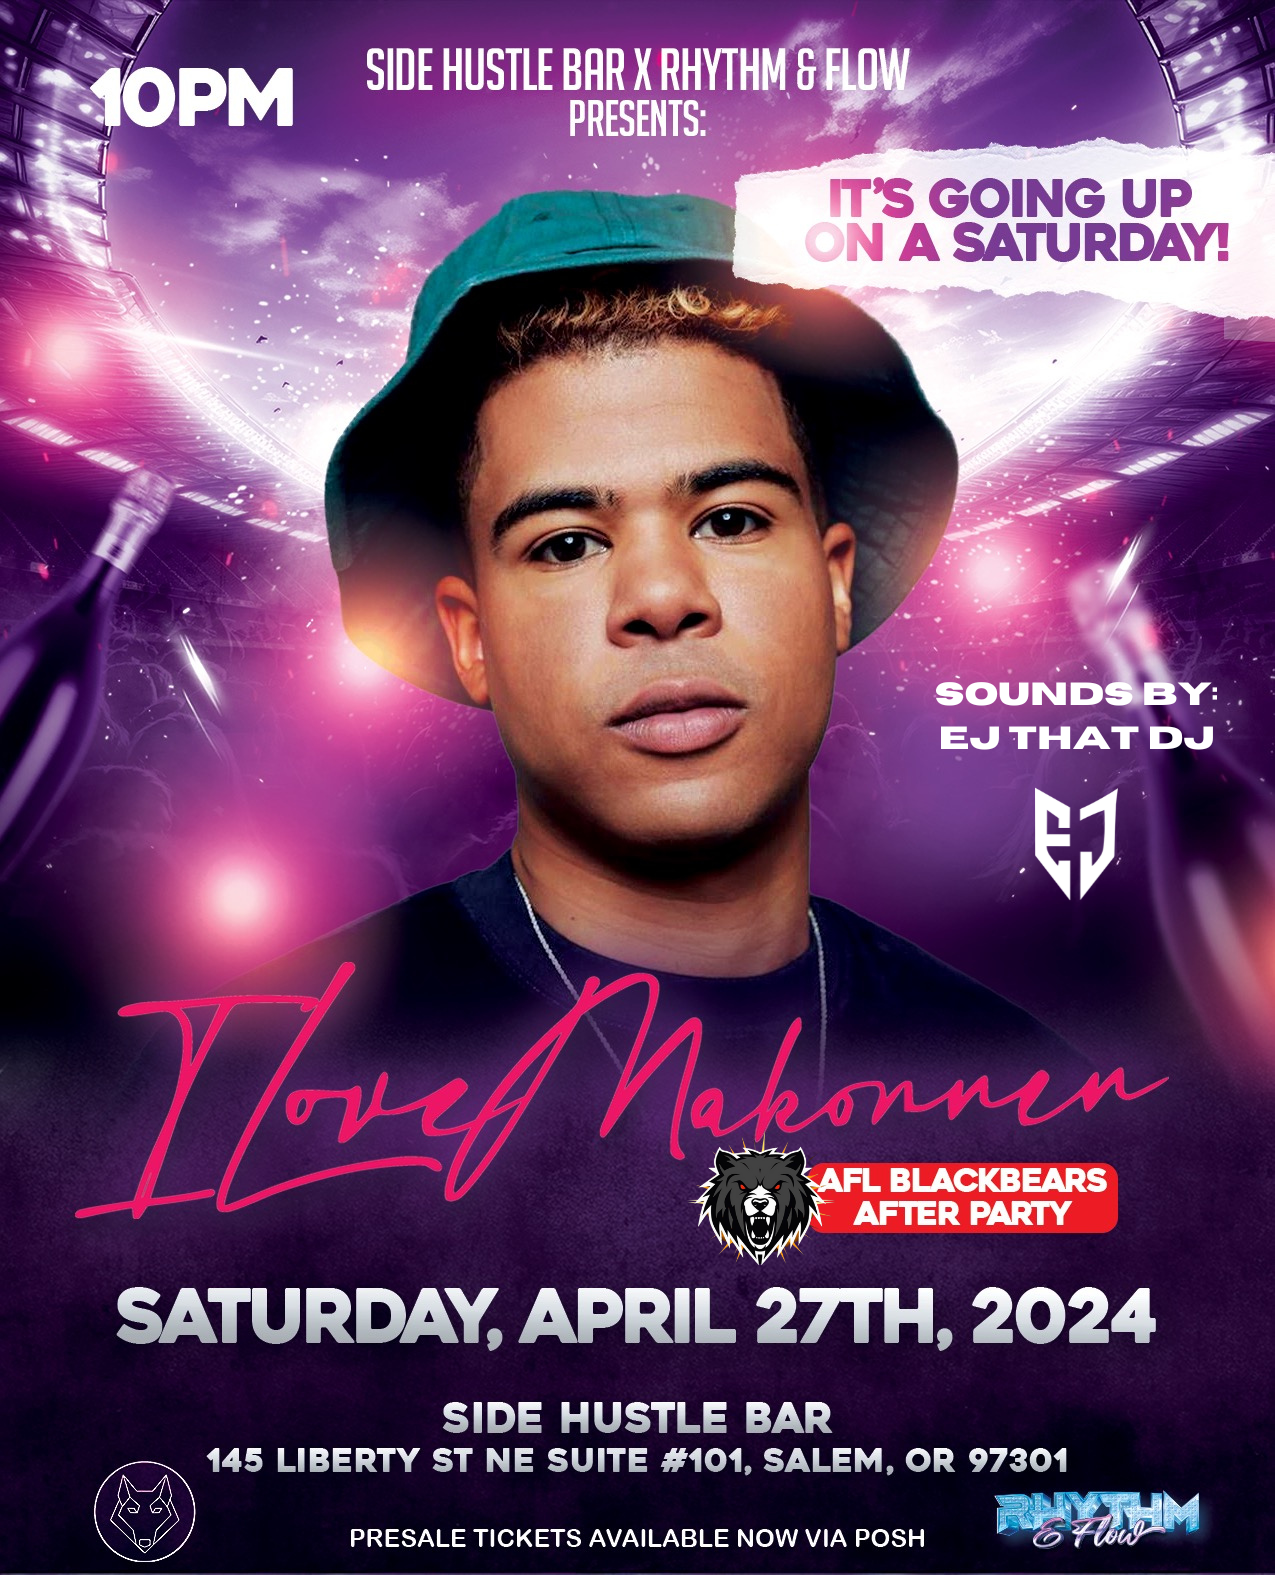 10PM
SIDE HUSTLE BAR X RHYTHM & FLOW
PRESENTS:
IT'S GOING UP
ON A SATURDAY!
SOUNDS BY:
EJ THAT DJ
EJ
ILoveMakonnen
AFL BLACKBEARS
AFTER PARTY
SATURDAY, APRIL 27TH, 2024
SIDE HUSTLE BAR
145 LIBERTY ST NE SUITE #101, SALEM, OR 97301
PRESALE TICKETS AVAILABLE NOW VIA POSH
RHYTHM
& Flow